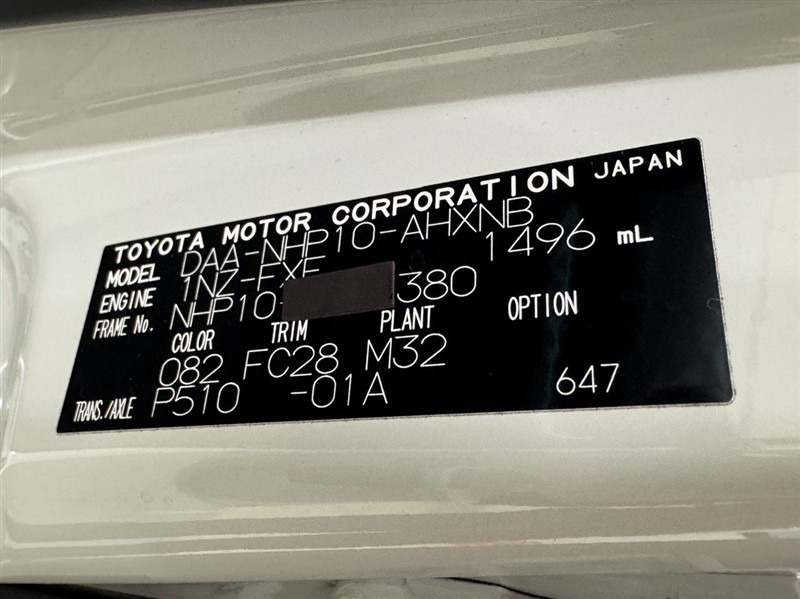 TOYOTA MOTOR CORPORATION JAPAN
MODEL DAA-NHP10-AHXNB
ENGINE 1NZ-FXE 1496 mL
FRAME No. NHP10- 380
COLOR TRIM PLANT OPTION
082 FC28 M32
TRANS./AXLE P510 -01A 647